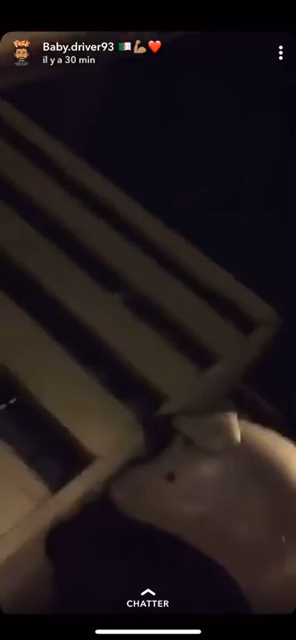 Baby.driver93 🇩🇿💪🏽❤️
il y a 30 min
CHATTER